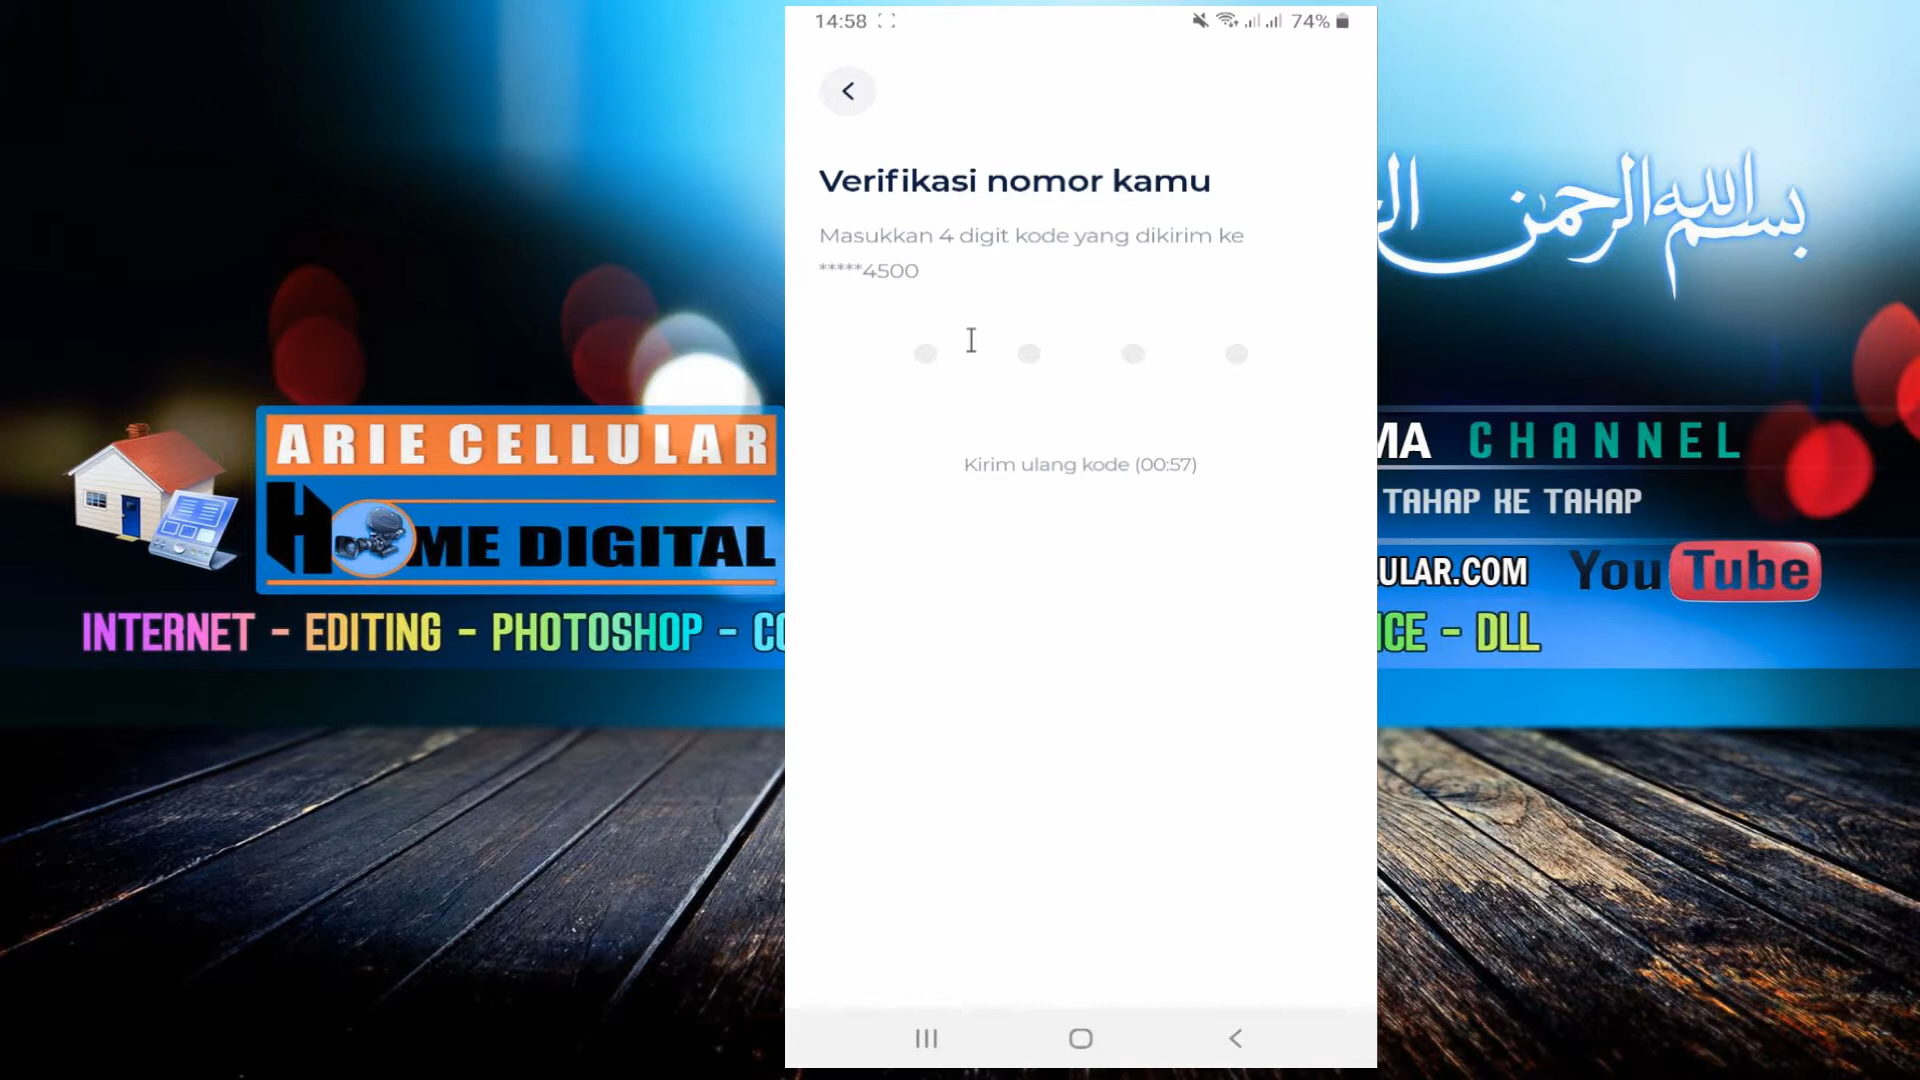 14:58
74%
Verifikasi nomor kamu
Masukkan 4 digit kode yang dikirim ke
*****4500
Kirim ulang kode (00:57)
ARIE CELLULAR
HOME DIGITAL
INTERNET - EDITING - PHOTOSHOP - CO
بسم الله الرحمن ال
MA CHANNEL
TAHAP KE TAHAP
ULAR.COM YouTube
ICE - DLL